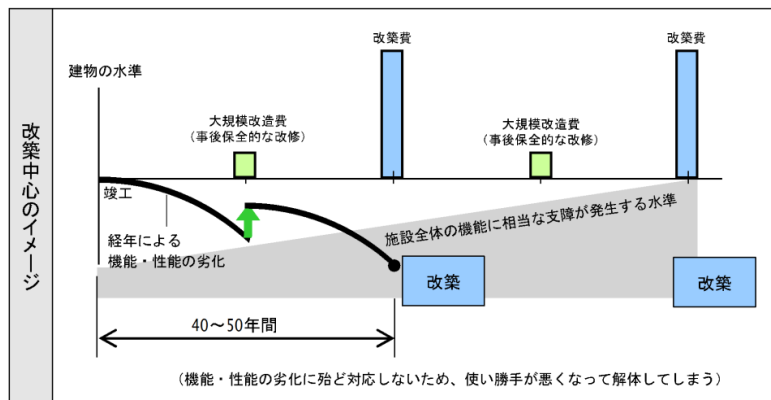 改築中心のイメージ
建物の水準
改築費
改築費
大規模改造費
（事後保全的な改修）
大規模改造費
（事後保全的な改修）
竣工
経年による
機能・性能の劣化
施設全体の機能に相当な支障が発生する水準
改築
改築
40～50年間
（機能・性能の劣化に殆ど対応しないため、使い勝手が悪くなって解体してしまう）